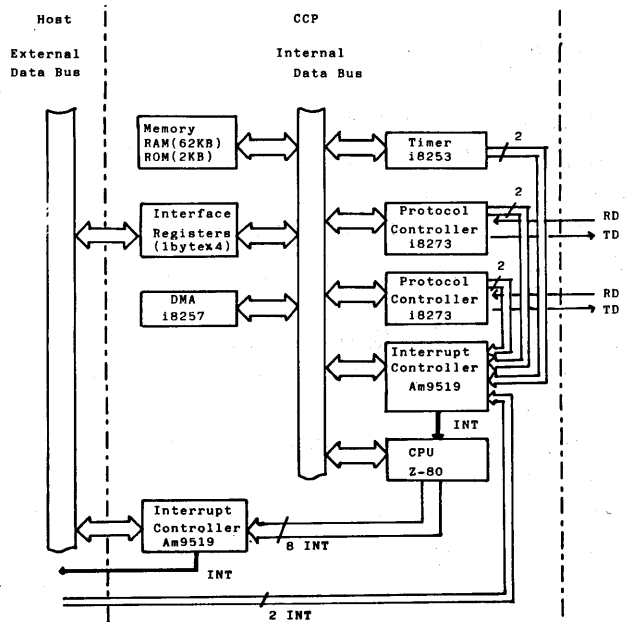 Host
CCP
External
Data Bus
Internal
Data Bus
Memory
RAM(62KB)
ROM(2KB)
Timer
i8253
2
Interface
Registers
(1byte×4)
Protocol
Controller
i8273
2
RD
TD
DMA
i8257
Protocol
Controller
i8273
2
RD
TD
Interrupt
Controller
Am9519
INT
CPU
Z-80
Interrupt
Controller
Am9519
8 INT
INT
2 INT